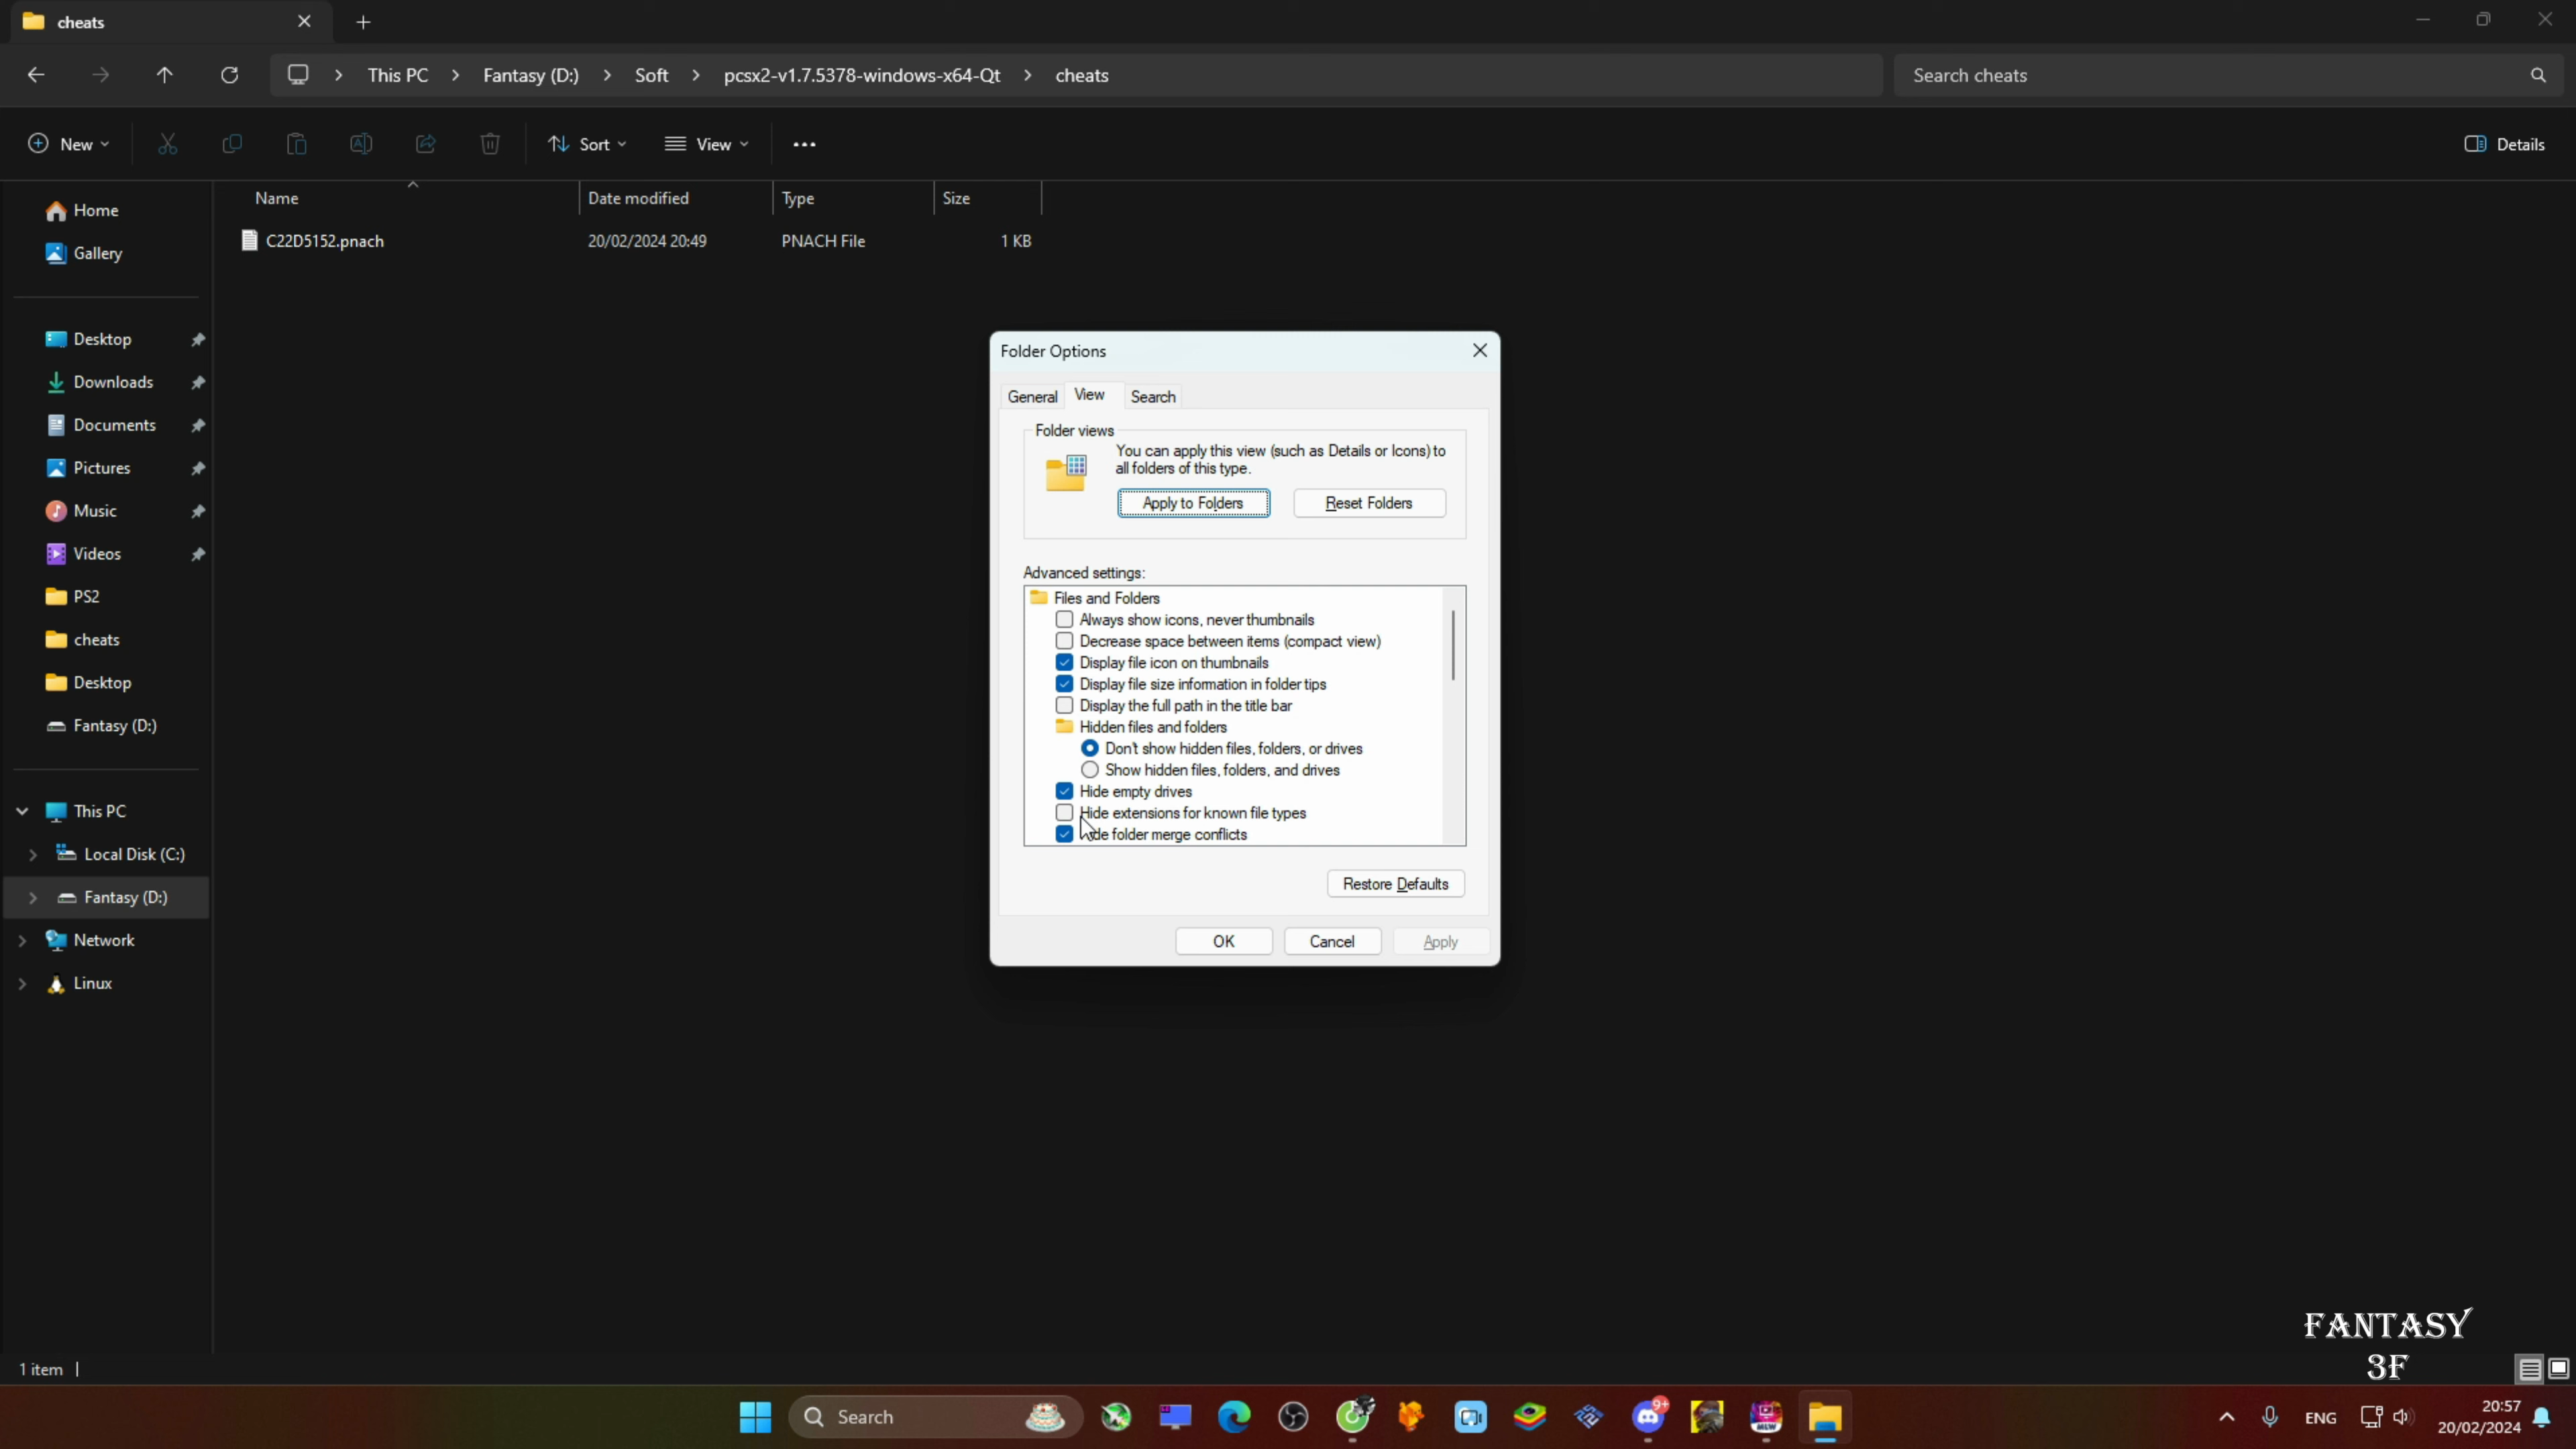 cheats
This PC > Fantasy (D:) > Soft > pcsx2-v1.7.5378-windows-x64-Qt > cheats
Search cheats
New
Sort
View
Details
Name Date modified Type Size
C22D5152.pnach 20/02/2024 20:49 PNACH File 1 KB
Home
Gallery
Desktop
Downloads
Documents
Pictures
Music
Videos
PS2
cheats
Desktop
Fantasy (D:)
This PC
Local Disk (C:)
Fantasy (D:)
Network
Linux
Folder Options
General View Search
Folder views
You can apply this view (such as Details or Icons) to
all folders of this type.
Apply to Folders Reset Folders
Advanced settings:
Files and Folders
Always show icons, never thumbnails
Decrease space between items (compact view)
Display file icon on thumbnails
Display file size information in folder tips
Display the full path in the title bar
Hidden files and folders
Don't show hidden files, folders, or drives
Show hidden files, folders, and drives
Hide empty drives
Hide extensions for known file types
Hide folder merge conflicts
Restore Defaults
OK Cancel Apply
FANTASY
3F
1 item
Search
9+
MLW
ENG
20:57
20/02/2024